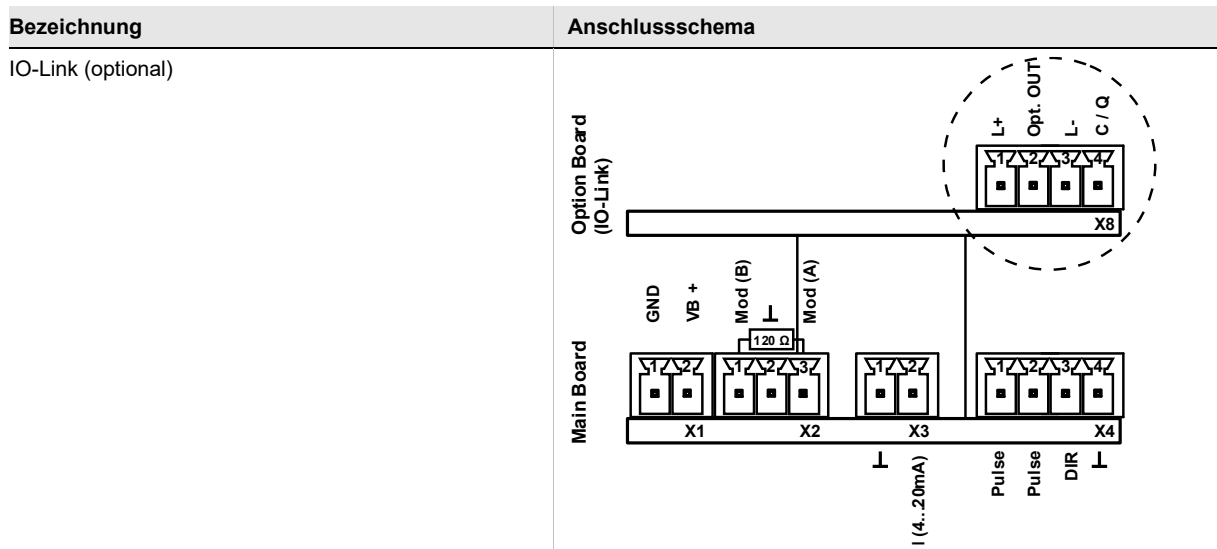 Bezeichnung
Anschlussschema
IO-Link (optional)
Option Board
(IO-Link)
L+
Opt. OUT
L-
C / Q
1 2 3 4
X8
GND
VB +
Mod (B)
⊥
Mod (A)
120 Ω
Main Board
1 2
1 2 3
1 2
1 2 3 4
X1
X2
X3
X4
⊥
I (4...20mA)
Pulse
Pulse
DIR
⊥